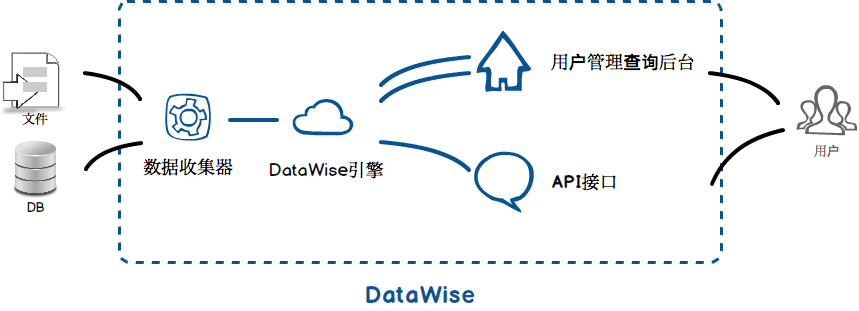 文件
DB
数据收集器
DataWise引擎
用户管理查询后台
API接口
用户
DataWise